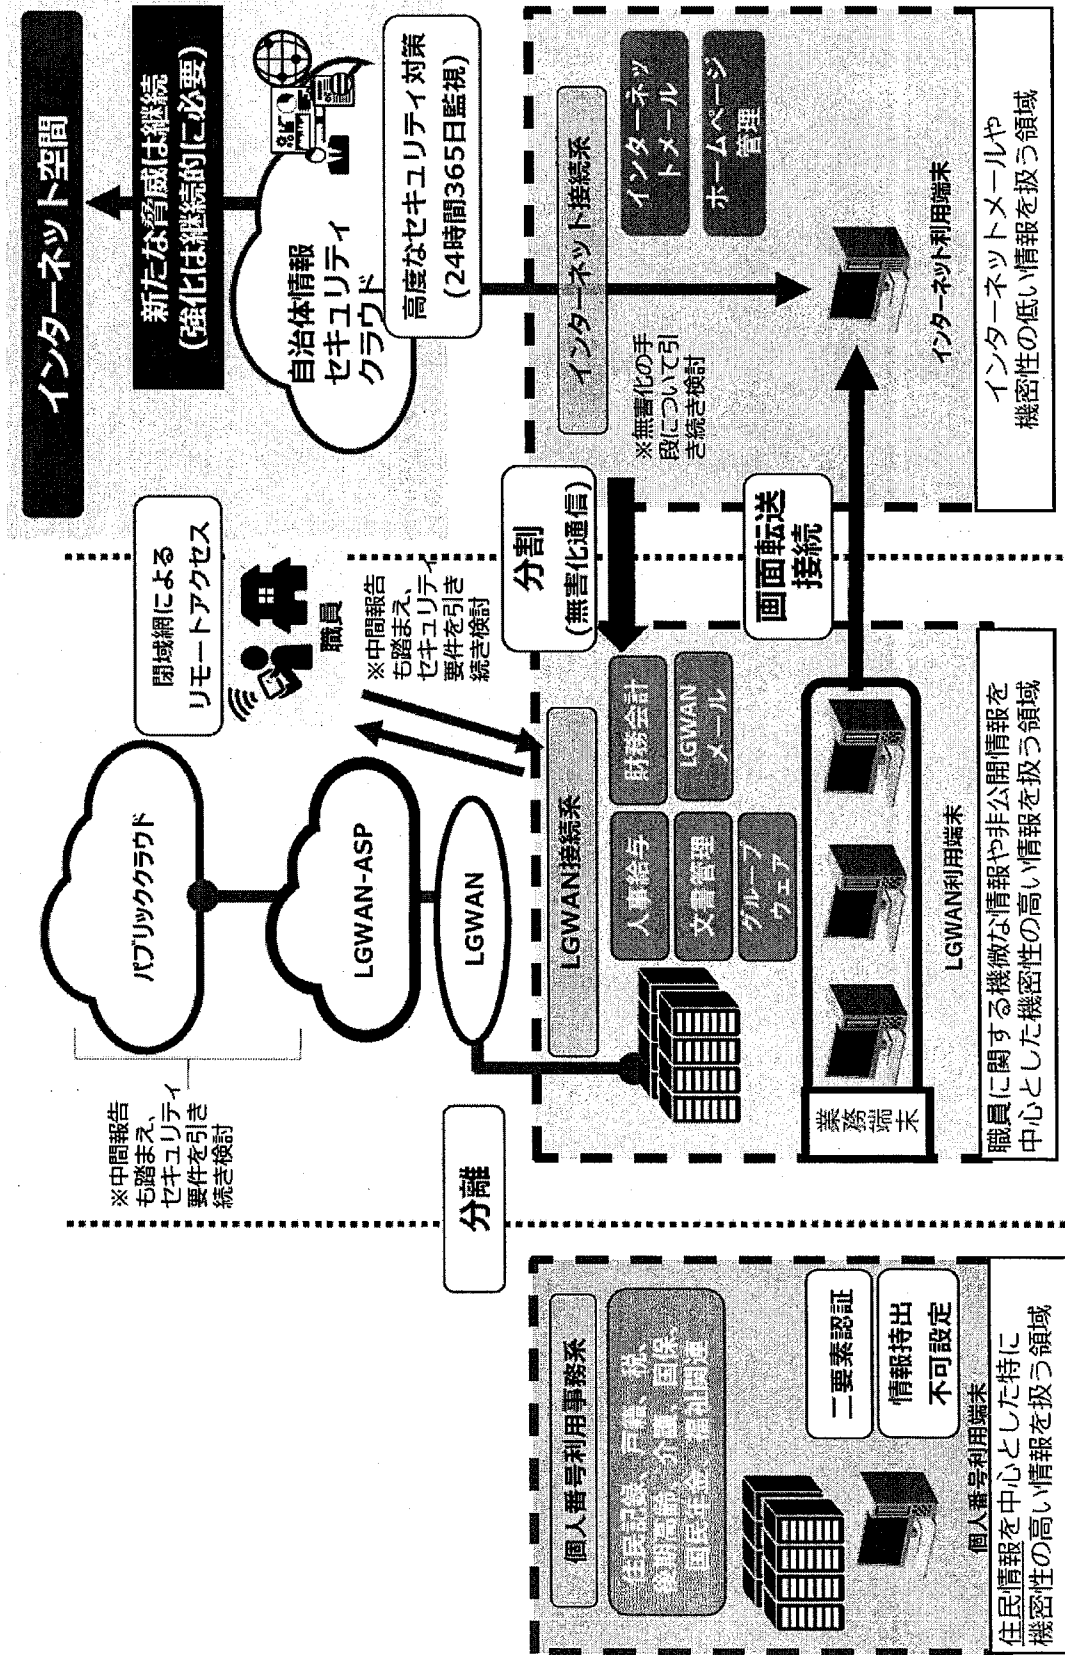 インターネット空間
新たな脅威は継続
(強化は継続的に必要)
自治体情報
セキュリティ
クラウド
高度なセキュリティ対策
(24時間365日監視)
閉域網による
リモートアクセス
職員
※中間報告
も踏まえ、
セキュリティ
要件を引き
続き検討
パブリッククラウド
LGWAN-ASP
LGWAN
※中間報告
も踏まえ、
セキュリティ
要件を引き
続き検討
分離
分割
(無害化通信)
画面転送
接続
個人番号利用事務系
住民記録、戸籍、税、
後期高齢、介護、国保、
国民年金、福祉関連
二要素認証
情報持出
不可設定
個人番号利用端末
住民情報を中心とした特に
機密性の高い情報を扱う領域
LGWAN接続系
人事給与
財務会計
文書管理
LGWAN
メール
グループ
ウェア
業務
端末
LGWAN利用端末
職員に関する機微な情報や非公開情報を
中心とした機密性の高い情報を扱う領域
インターネット接続系
※無害化の手
段について引
き続き検討
インターネッ
トメール
ホームページ
管理
インターネット利用端末
インターネットメールや
機密性の低い情報を扱う領域